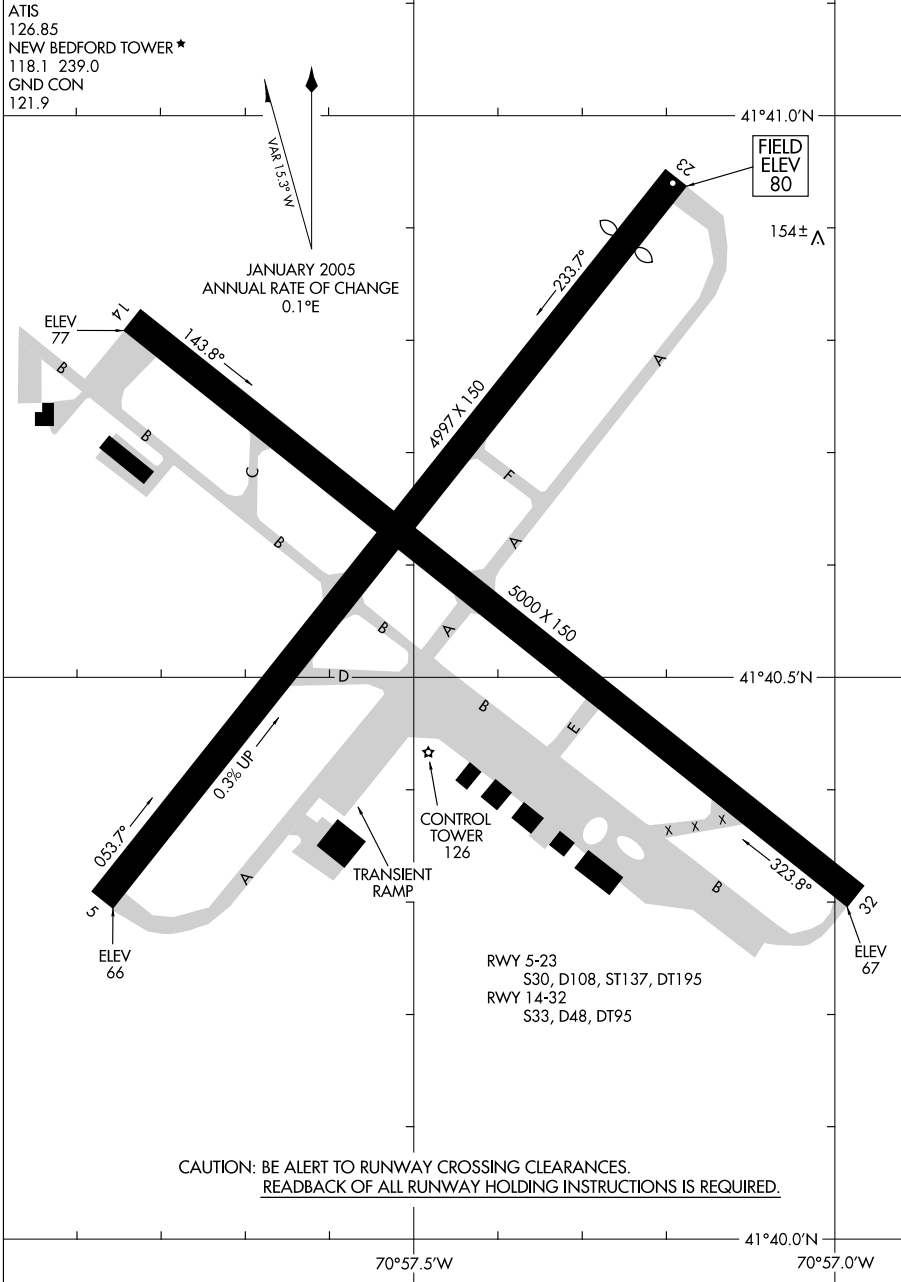 ATIS
126.85
NEW BEDFORD TOWER
118.1 239.0
GND CON
121.9
41°41.0'N
VAR 15.3° W
JANUARY 2005
ANNUAL RATE OF CHANGE
0.1°E
FIELD
ELEV
80
23
154±
233.7°
14
ELEV
77
143.8°
B
A
4997 X 150
B
C
F
B
A
5000 X 150
B
A
D
41°40.5'N
B
E
0.3% UP
CONTROL
TOWER
126
X X X
053.7°
TRANSIENT
RAMP
A
323.8°
B
5
32
ELEV
66
ELEV
67
RWY 5-23
S30, D108, ST137, DT195
RWY 14-32
S33, D48, DT95
CAUTION: BE ALERT TO RUNWAY CROSSING CLEARANCES.
READBACK OF ALL RUNWAY HOLDING INSTRUCTIONS IS REQUIRED.
41°40.0'N
70°57.5'W
70°57.0'W